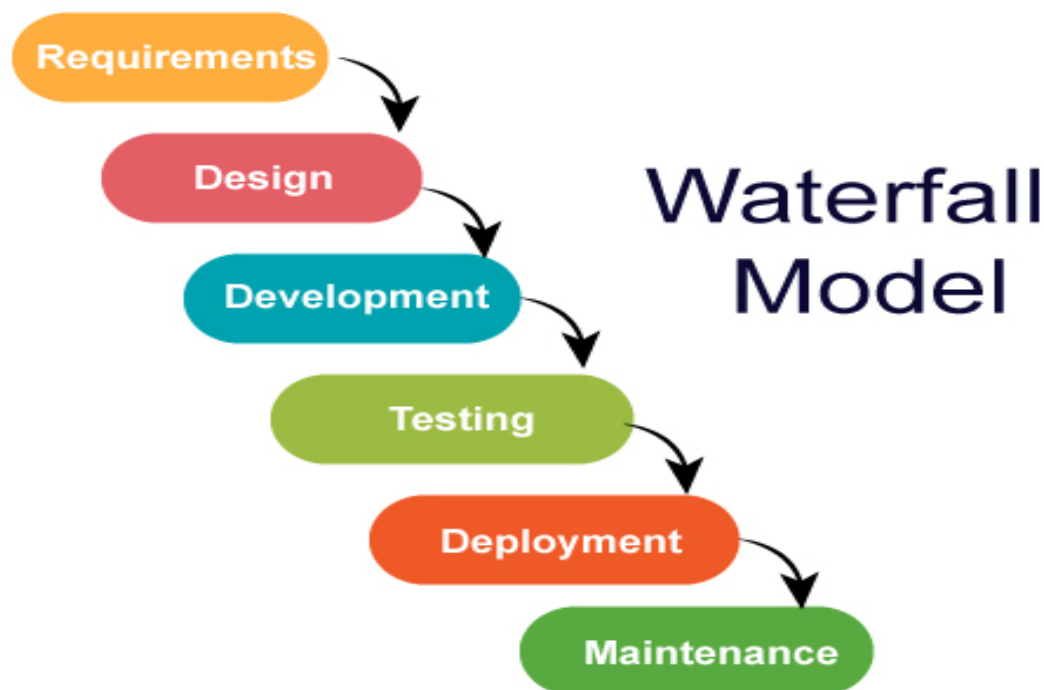 Requirements
Design
Waterfall
Model
Development
Testing
Deployment
Maintenance